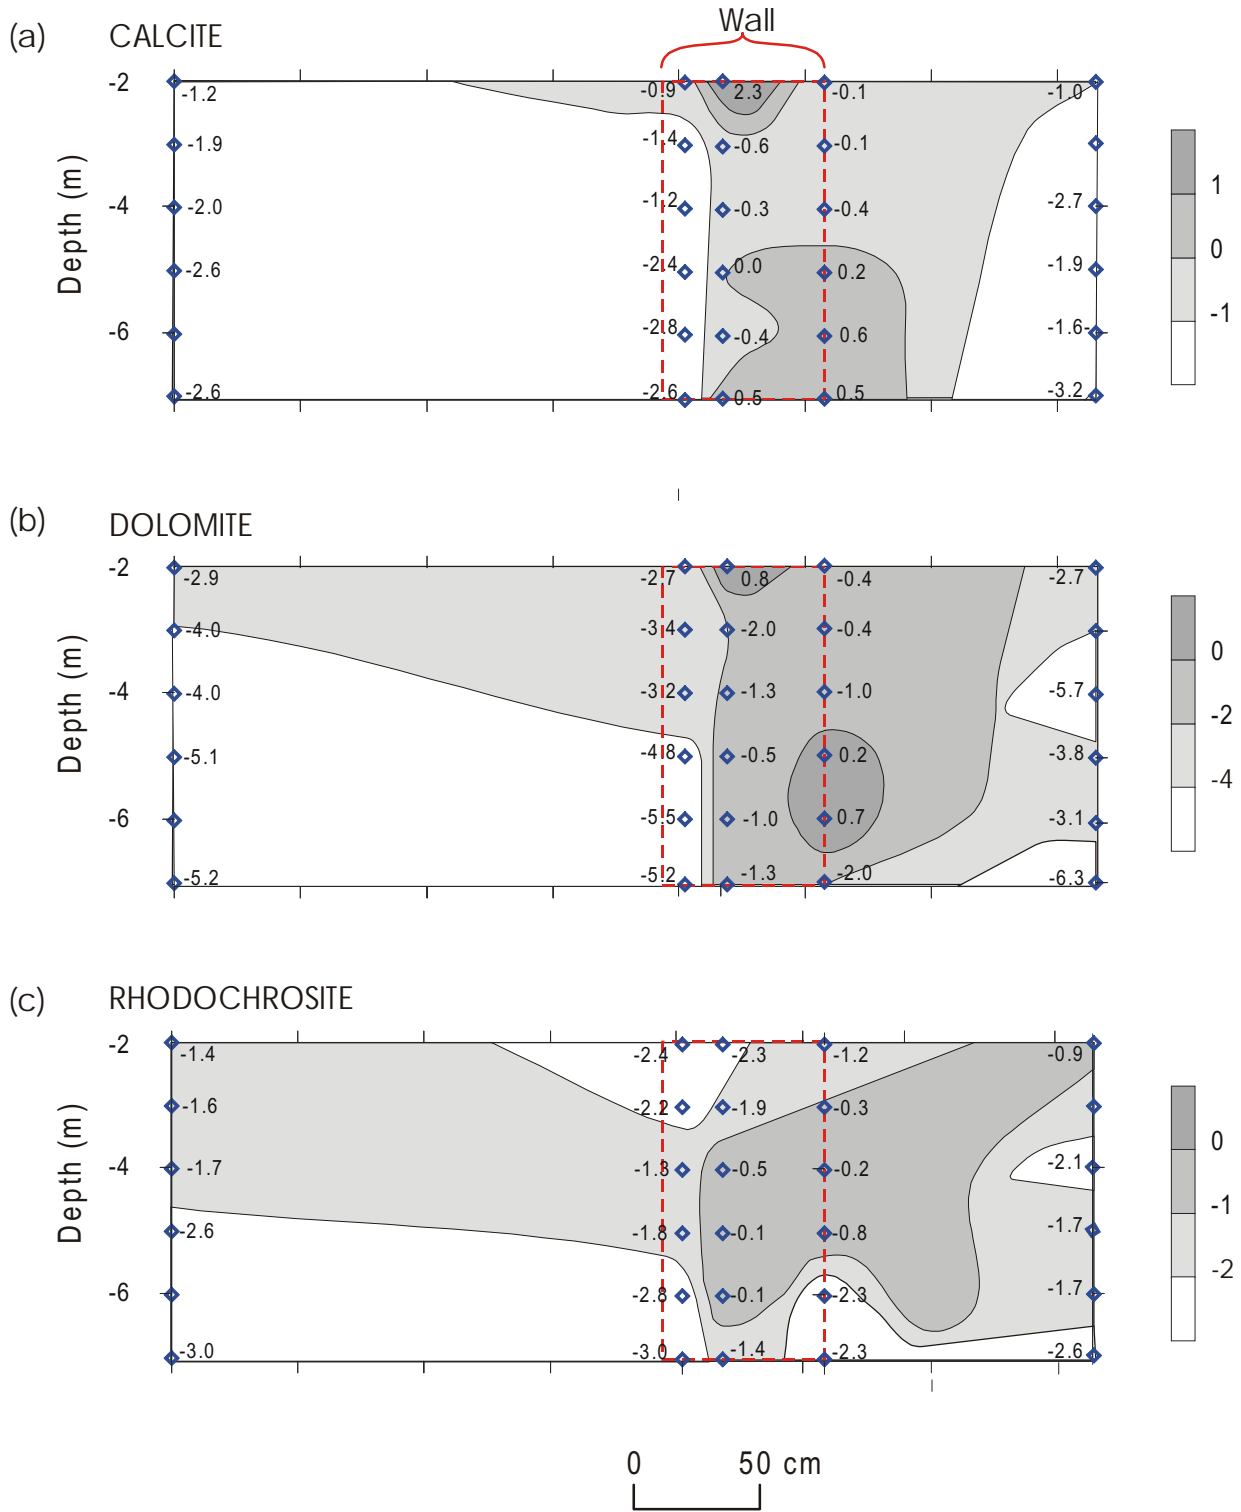 Wall
(a) CALCITE
-2 -1.2 -0.9 2.3 -0.1 -1.0
-1.9 -1.4 -0.6 -0.1
1
Depth (m)
-4 -2.0 -1.2 -0.3 -0.4 -2.7
0
-2.6 -2.4 0.0 0.2 -1.9
-1
-6 -2.8 -0.4 0.6 -1.6
-2.6 -2.6 0.5 0.5 -3.2
(b) DOLOMITE
-2 -2.9 -2.7 0.8 -0.4 -2.7
-4.0 -3.4 -2.0 -0.4
0
Depth (m)
-4 -4.0 -3.2 -1.3 -1.0 -5.7
-2
-5.1 -4.8 -0.5 0.2 -3.8
-4
-6 -5.5 -1.0 0.7 -3.1
-5.2 -5.2 -1.3 -2.0 -6.3
(c) RHODOCHROSITE
-2 -1.4 -2.4 -2.3 -1.2 -0.9
-1.6 -2.2 -1.9 -0.3
0
Depth (m)
-4 -1.7 -1.3 -0.5 -0.2 -2.1
-1
-2.6 -1.8 -0.1 -0.8 -1.7
-2
-6 -2.8 -0.1 -2.3 -1.7
-3.0 -3.0 -1.4 -2.3 -2.6
0 50 cm